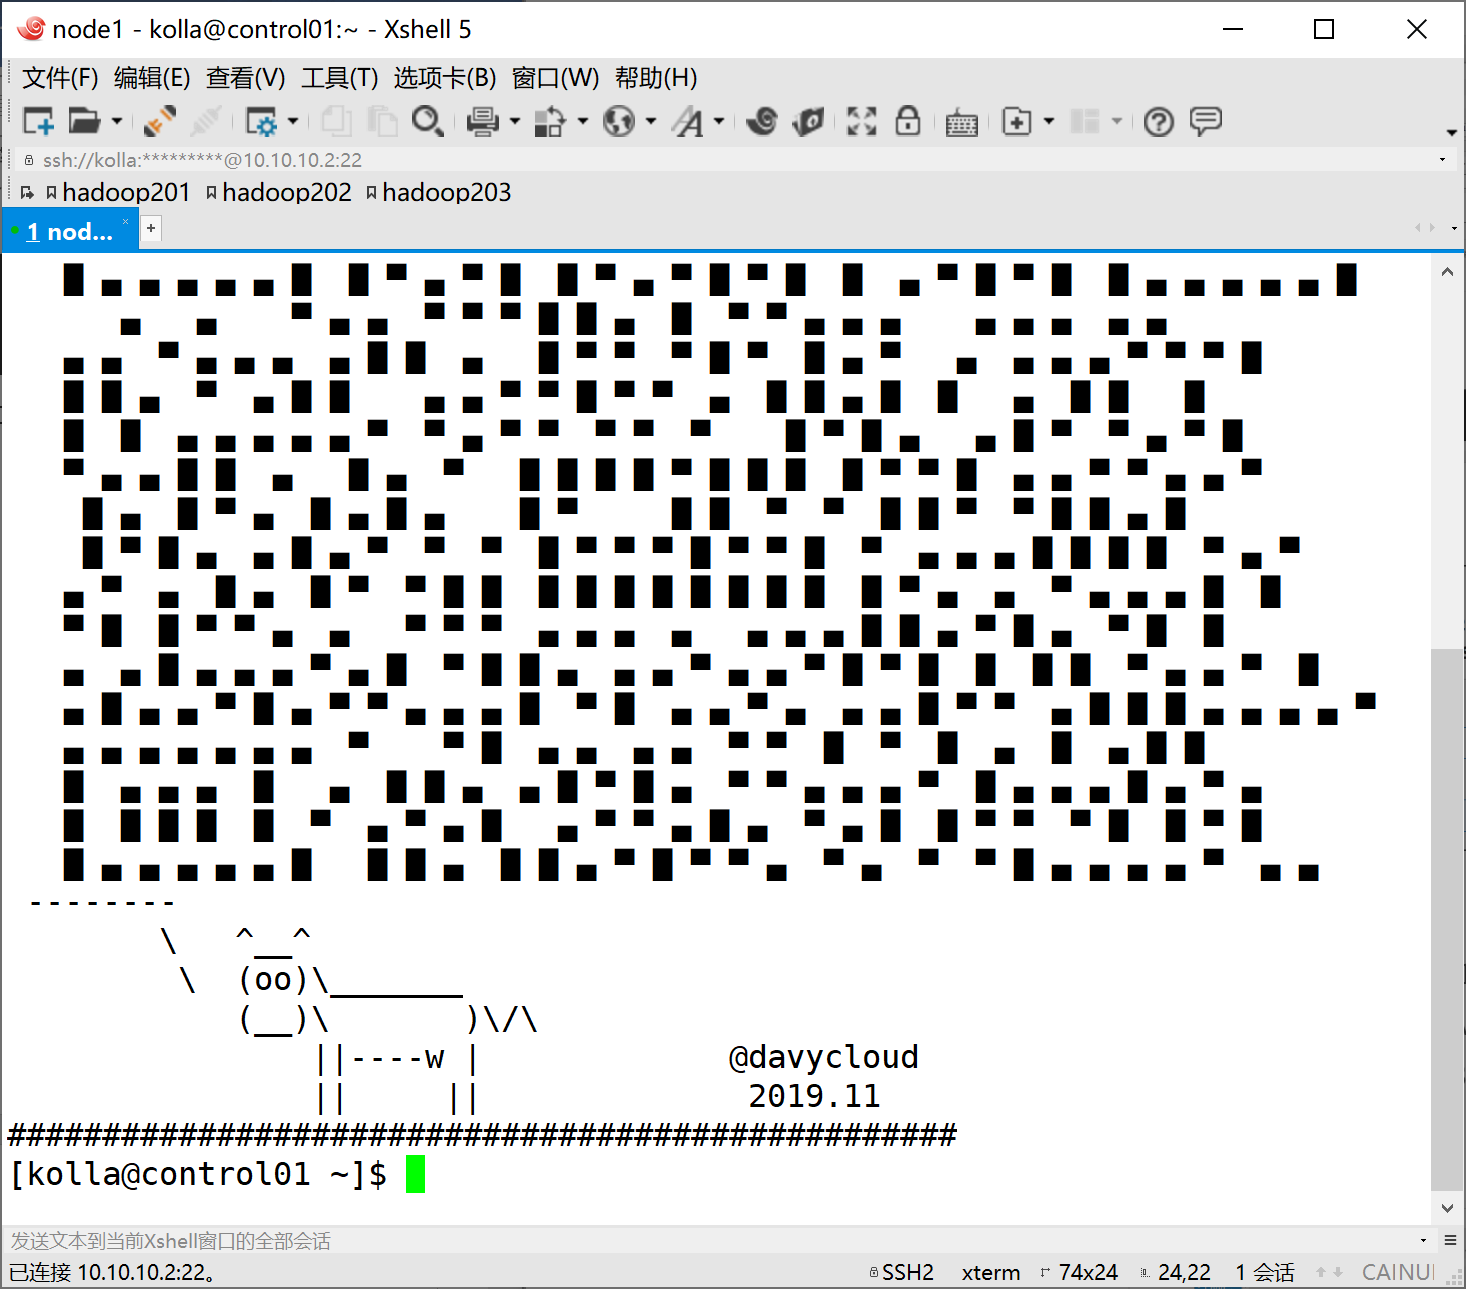 node1 - kolla@control01:~ - Xshell 5
文件(F) 编辑(E) 查看(V) 工具(T) 选项卡(B) 窗口(W) 帮助(H)
ssh://kolla:*********@10.10.10.2:22
hadoop201 hadoop202 hadoop203
1 nod... × +
--------
\   ^__^
\  (oo)\_______
(__)\       )\/\
||----w |             @davycloud
||     ||              2019.11
##################################################
[kolla@control01 ~]$
发送文本到当前Xshell窗口的全部会话
已连接 10.10.10.2:22。 SSH2 xterm 74x24 24,22 1 会话 CAINUI